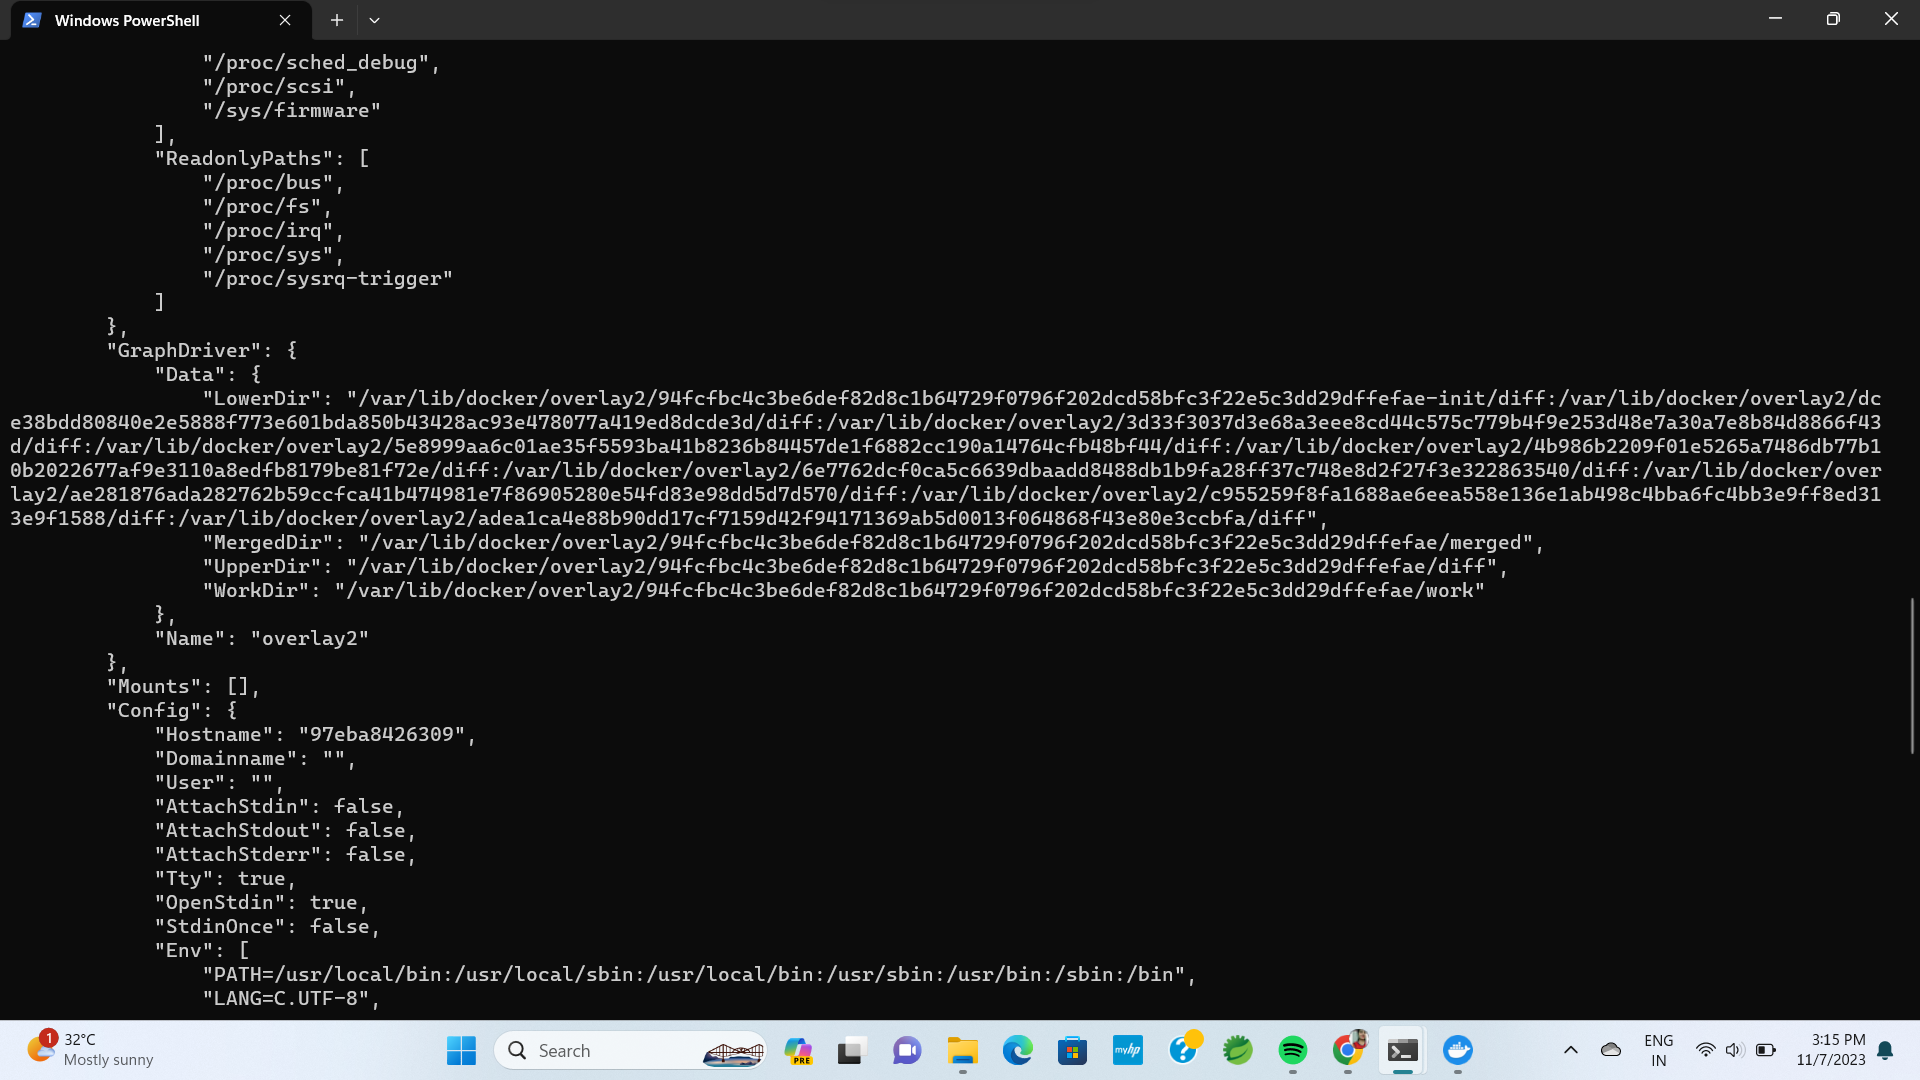 Windows PowerShell
"/proc/sched_debug",
"/proc/scsi",
"/sys/firmware"
],
"ReadonlyPaths": [
"/proc/bus",
"/proc/fs",
"/proc/irq",
"/proc/sys",
"/proc/sysrq-trigger"
]
},
"GraphDriver": {
"Data": {
"LowerDir": "/var/lib/docker/overlay2/94fcfbc4c3be6def82d8c1b64729f0796f202dcd58bfc3f22e5c3dd29dffefae-init/diff:/var/lib/docker/overlay2/dc
e38bdd80840e2e5888f773e601bda850b43428ac93e478077a419ed8dcde3d/diff:/var/lib/docker/overlay2/3d33f3037d3e68a3eee8cd44c575c779b4f9e253d48e7a30a7e8b84d8866f43
d/diff:/var/lib/docker/overlay2/5e8999aa6c01ae35f5593ba41b8236b84457de1f6882cc190a14764cfb48bf44/diff:/var/lib/docker/overlay2/4b986b2209f01e5265a7486db77b1
0b2022677af9e3110a8edfb8179be81f72e/diff:/var/lib/docker/overlay2/6e7762dcf0ca5c6639dbaadd8488db1b9fa28ff37c748e8d2f27f3e322863540/diff:/var/lib/docker/over
lay2/ae281876ada282762b59ccfca41b474981e7f86905280e54fd83e98dd5d7d570/diff:/var/lib/docker/overlay2/c955259f8fa1688ae6eea558e136e1ab498c4bba6fc4bb3e9ff8ed31
3e9f1588/diff:/var/lib/docker/overlay2/adea1ca4e88b90dd17cf7159d42f94171369ab5d0013f064868f43e80e3ccbfa/diff",
"MergedDir": "/var/lib/docker/overlay2/94fcfbc4c3be6def82d8c1b64729f0796f202dcd58bfc3f22e5c3dd29dffefae/merged",
"UpperDir": "/var/lib/docker/overlay2/94fcfbc4c3be6def82d8c1b64729f0796f202dcd58bfc3f22e5c3dd29dffefae/diff",
"WorkDir": "/var/lib/docker/overlay2/94fcfbc4c3be6def82d8c1b64729f0796f202dcd58bfc3f22e5c3dd29dffefae/work"
},
"Name": "overlay2"
},
"Mounts": [],
"Config": {
"Hostname": "97eba8426309",
"Domainname": "",
"User": "",
"AttachStdin": false,
"AttachStdout": false,
"AttachStderr": false,
"Tty": true,
"OpenStdin": true,
"StdinOnce": false,
"Env": [
"PATH=/usr/local/bin:/usr/local/sbin:/usr/local/bin:/usr/sbin:/usr/bin:/sbin:/bin",
"LANG=C.UTF-8",
1
32°C
Mostly sunny
Search
PRE
myhp
ENG
IN
3:15 PM
11/7/2023